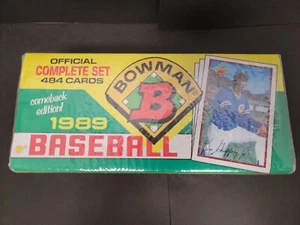 OFFICIAL
COMPLETE SET
484 CARDS
comeback
edition!
1989
BASEBALL
BOWMAN
B